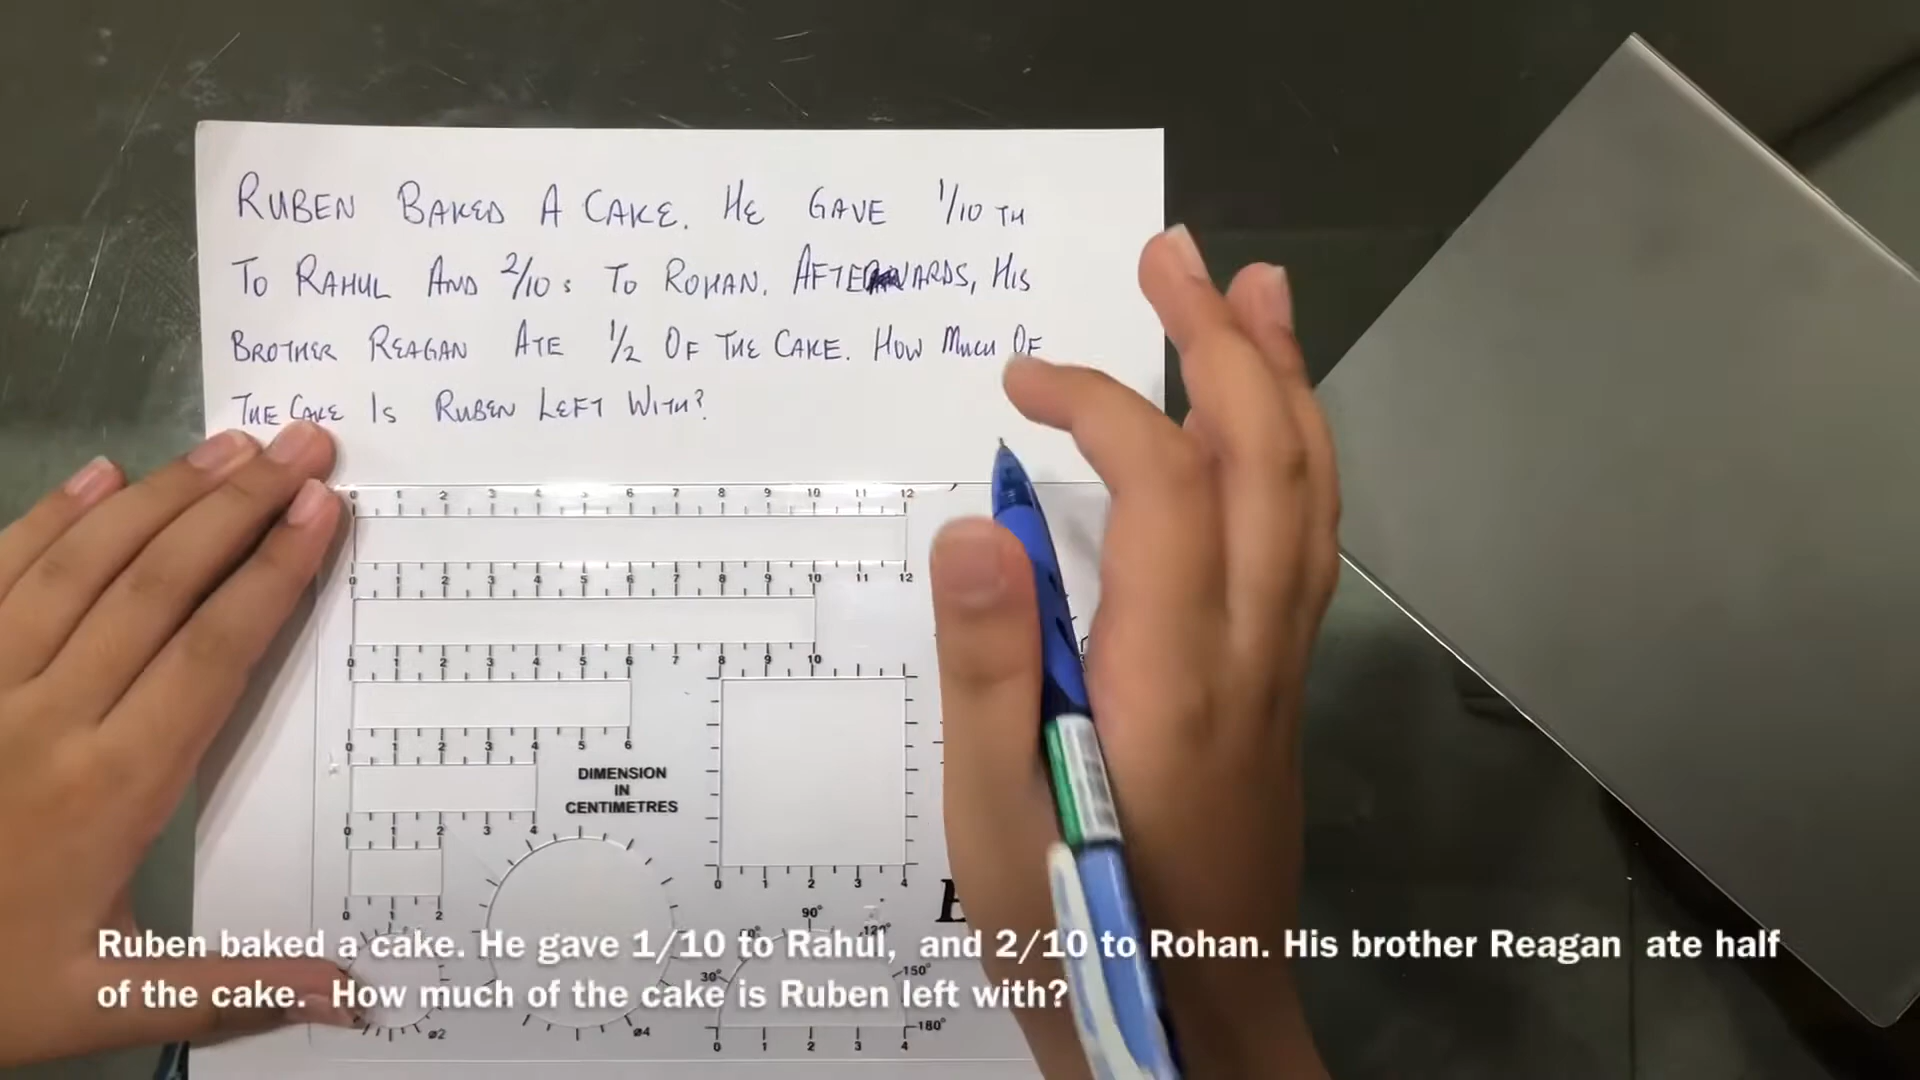 RUBEN BAKED A CAKE. HE GAVE 1/10 TH
TO RAHUL AND 2/10s TO ROHAN. AFTERWARDS, HIS
BROTHER REAGAN ATE 1/2 OF THE CAKE. HOW MUCH OF
THE CAKE IS RUBEN LEFT WITH?
0 1 2 3 4 5 6 7 8 9 10 11 12
0 1 2 3 4 5 6 7 8 9 10 11 12
0 1 2 3 4 5 6 7 8 9 10
0 1 2 3 4 5 6
DIMENSION
IN
CENTIMETRES
0 1 2 3 4
0 1 2
0 1 2 3 4
90°
120°
30°
150°
180°
ø2
ø4
0 1 2 3 4
Ruben baked a cake. He gave 1/10 to Rahul, and 2/10 to Rohan. His brother Reagan ate half
of the cake. How much of the cake is Ruben left with?